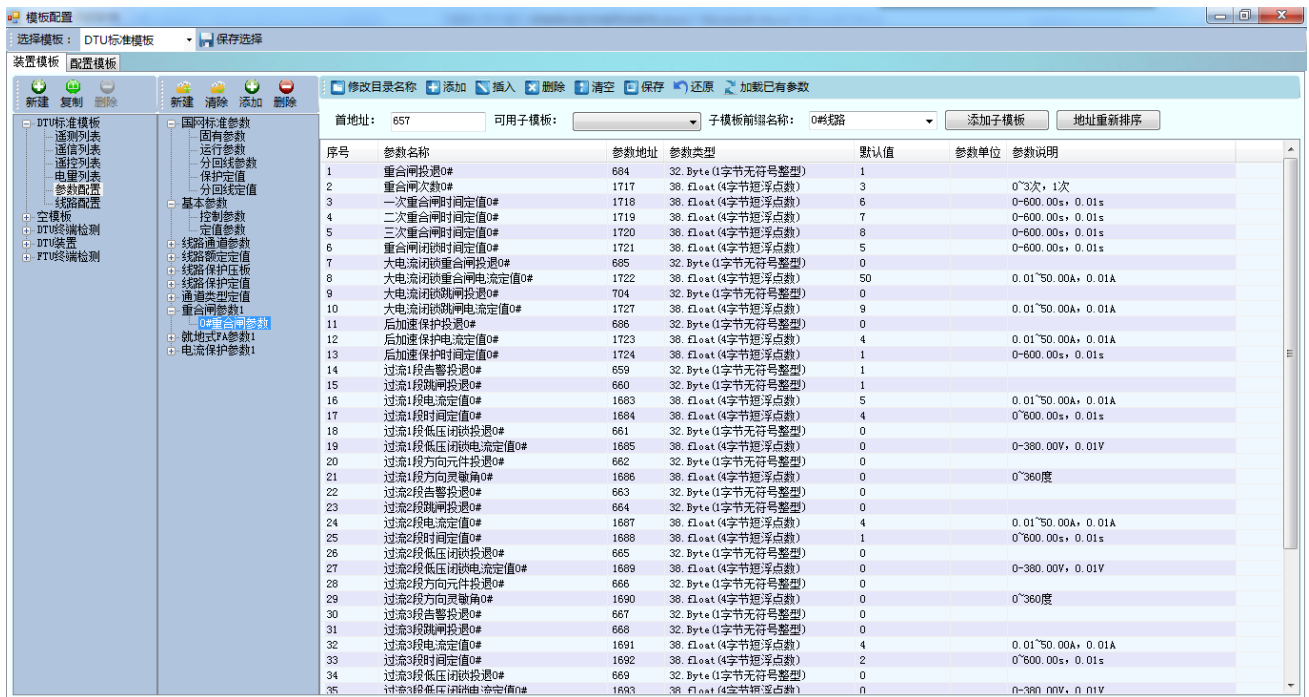 模板配置
选择模板： DTU标准模板 保存选择
装置模板 配置模板
新建 复制 删除 新建 清除 添加 删除 修改目录名称 添加 插入 删除 清空 保存 还原 加载已有参数
DTU标准模板
遥测列表
遥信列表
遥控列表
电量列表
参数配置
线路配置
空模板
DTU终端检测
DTU装置
FTU终端检测
国网标准参数
固有参数
运行参数
分回线参数
保护定值
分回线定值
基本参数
控制参数
定值参数
线路通道参数
线路额定定值
线路保护压板
线路保护定值
通道类型定值
重合闸参数1
0#重合闸参数
就地式FA参数1
电流保护参数1
首地址： 657 可用子模板： 子模板前缀名称： 0#线路 添加子模板 地址重新排序
序号 参数名称 参数地址 参数类型 默认值 参数单位 参数说明
1 重合闸投退0# 684 32.Byte(1字节无符号整型) 1
2 重合闸次数0# 1717 38.float(4字节短浮点数) 3 0~3次，1次
3 一次重合闸时间定值0# 1718 38.float(4字节短浮点数) 6 0-600.00s，0.01s
4 二次重合闸时间定值0# 1719 38.float(4字节短浮点数) 7 0-600.00s，0.01s
5 三次重合闸时间定值0# 1720 38.float(4字节短浮点数) 8 0-600.00s，0.01s
6 重合闸闭锁时间定值0# 1721 38.float(4字节短浮点数) 5 0-600.00s，0.01s
7 大电流闭锁重合闸投退0# 685 32.Byte(1字节无符号整型) 0
8 大电流闭锁重合闸电流定值0# 1722 38.float(4字节短浮点数) 50 0.01~50.00A，0.01A
9 大电流闭锁跳闸投退0# 704 32.Byte(1字节无符号整型) 0
10 大电流闭锁跳闸电流定值0# 1727 38.float(4字节短浮点数) 9 0.01~50.00A，0.01A
11 后加速保护投退0# 686 32.Byte(1字节无符号整型) 0
12 后加速保护电流定值0# 1723 38.float(4字节短浮点数) 4 0.01~50.00A，0.01A
13 后加速保护时间定值0# 1724 38.float(4字节短浮点数) 1 0-600.00s，0.01s
14 过流1段告警投退0# 659 32.Byte(1字节无符号整型) 1
15 过流1段跳闸投退0# 660 32.Byte(1字节无符号整型) 1
16 过流1段电流定值0# 1683 38.float(4字节短浮点数) 5 0.01~50.00A，0.01A
17 过流1段时间定值0# 1684 38.float(4字节短浮点数) 4 0~600.00s，0.01s
18 过流1段低压闭锁投退0# 661 32.Byte(1字节无符号整型) 0
19 过流1段低压闭锁电流定值0# 1685 38.float(4字节短浮点数) 0 0-380.00V，0.01V
20 过流1段方向元件投退0# 662 32.Byte(1字节无符号整型) 0
21 过流1段方向灵敏角0# 1686 38.float(4字节短浮点数) 0 0~360度
22 过流2段告警投退0# 663 32.Byte(1字节无符号整型) 0
23 过流2段跳闸投退0# 664 32.Byte(1字节无符号整型) 0
24 过流2段电流定值0# 1687 38.float(4字节短浮点数) 4 0.01~50.00A，0.01A
25 过流2段时间定值0# 1688 38.float(4字节短浮点数) 1 0~600.00s，0.01s
26 过流2段低压闭锁投退0# 665 32.Byte(1字节无符号整型) 0
27 过流2段低压闭锁电流定值0# 1689 38.float(4字节短浮点数) 0 0-380.00V，0.01V
28 过流2段方向元件投退0# 666 32.Byte(1字节无符号整型) 0
29 过流2段方向灵敏角0# 1690 38.float(4字节短浮点数) 0 0~360度
30 过流3段告警投退0# 667 32.Byte(1字节无符号整型) 0
31 过流3段跳闸投退0# 668 32.Byte(1字节无符号整型) 0
32 过流3段电流定值0# 1691 38.float(4字节短浮点数) 4 0.01~50.00A，0.01A
33 过流3段时间定值0# 1692 38.float(4字节短浮点数) 2 0~600.00s，0.01s
34 过流3段低压闭锁投退0# 669 32.Byte(1字节无符号整型) 0
35 过流3段低压闭锁电流定值0# 1693 38.float(4字节短浮点数) 0 0-380.00V，0.01V